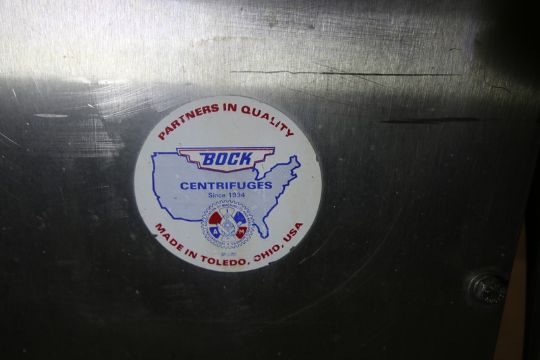 PARTNERS IN QUALITY
BOCK
CENTRIFUGES
Since 1934
MADE IN TOLEDO, OHIO, USA